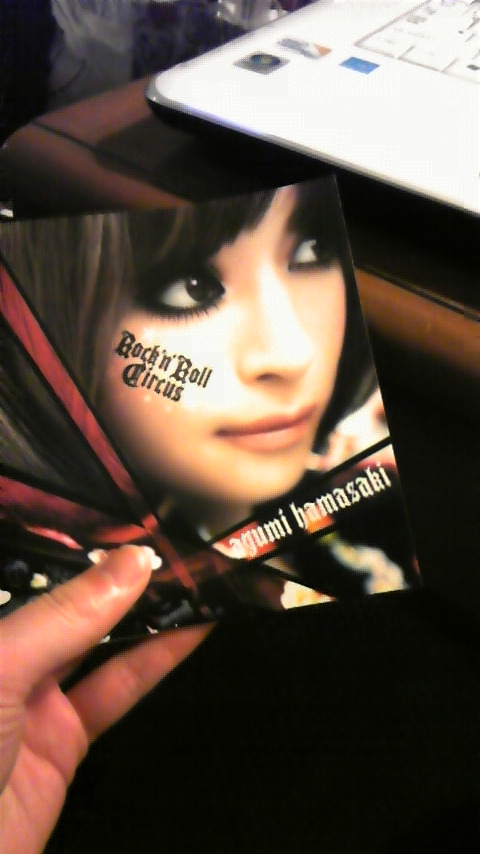 Rock'n'Roll
Circus
ayumi hamasaki